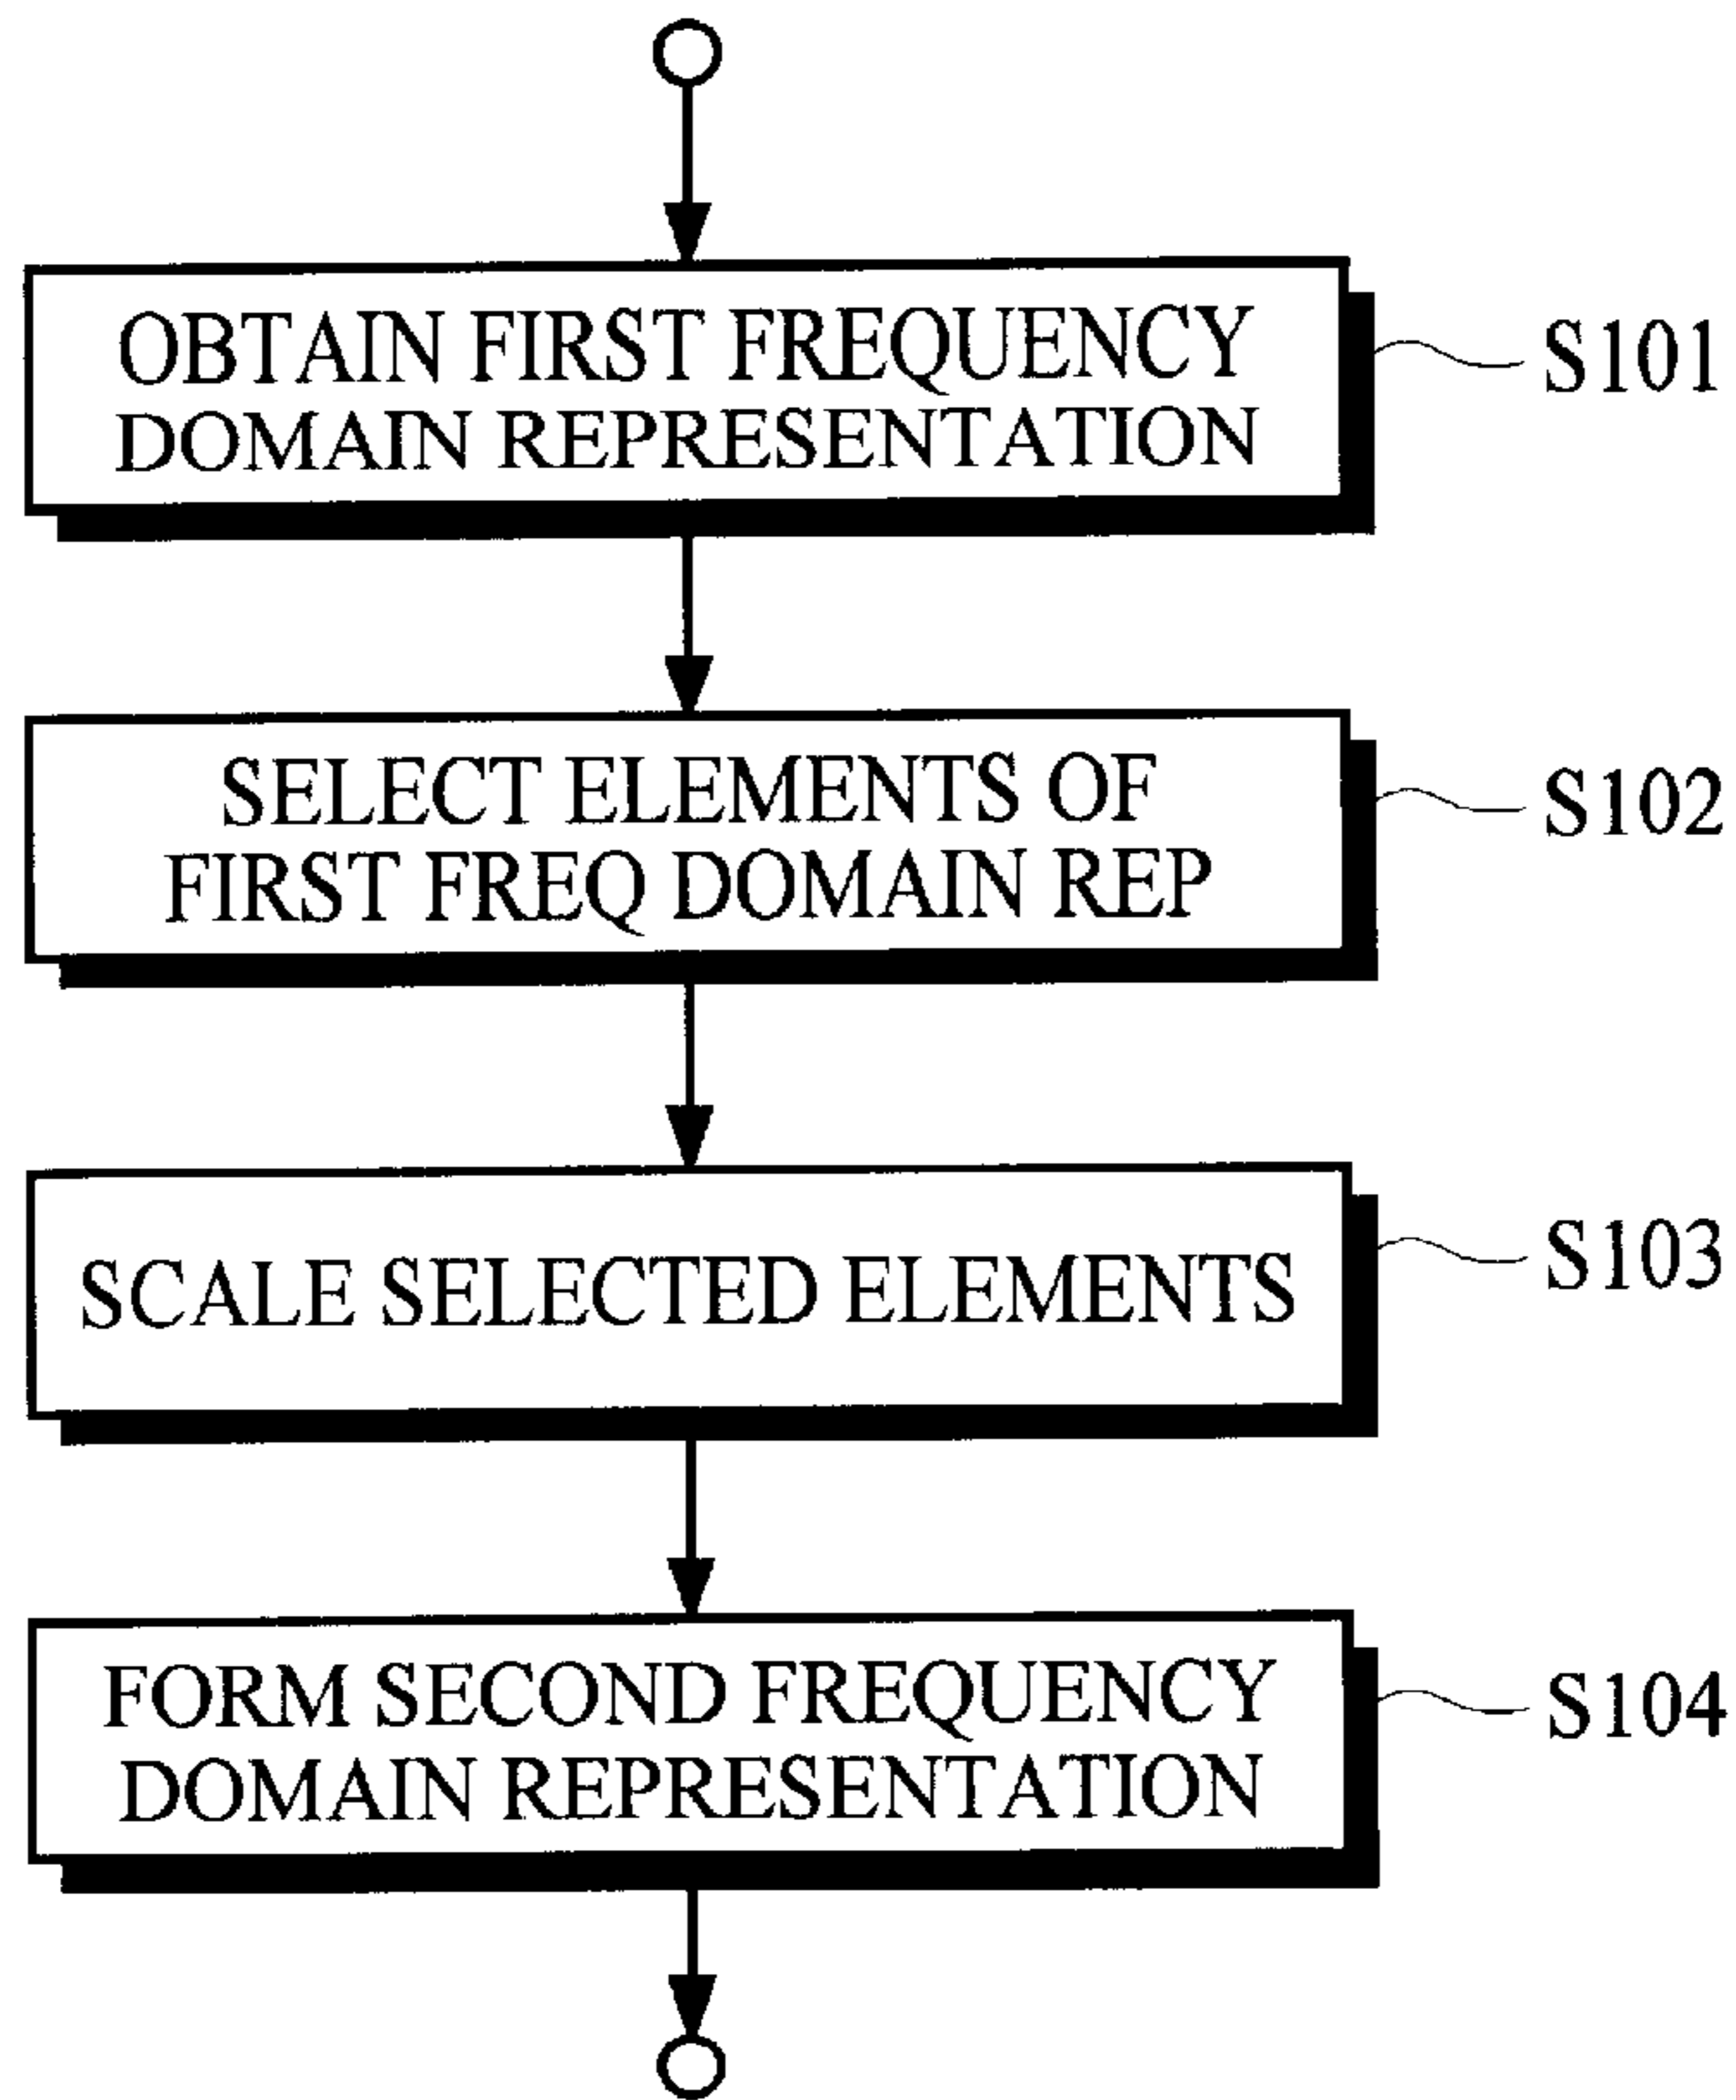 OBTAIN FIRST FREQUENCY
DOMAIN REPRESENTATION
S101
SELECT ELEMENTS OF
FIRST FREQ DOMAIN REP
S102
SCALE SELECTED ELEMENTS
S103
FORM SECOND FREQUENCY
DOMAIN REPRESENTATION
S104